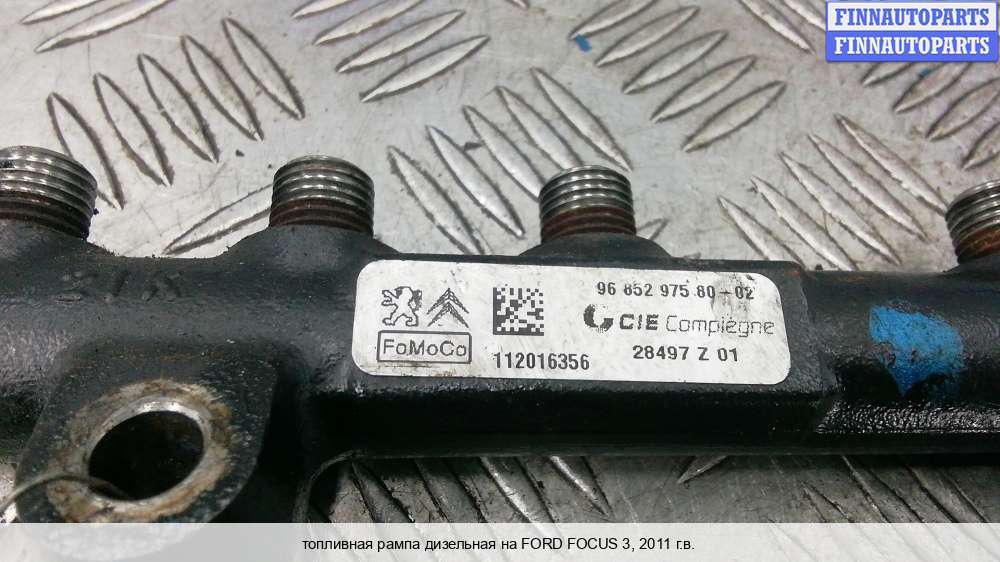 FINNAUTOPARTS
FINNAUTOPARTS
96 852 975 80-02
CIE Compiègne
FoMoCo
112016356
28497 Z 01
топливная рампа дизельная на FORD FOCUS 3, 2011 г.в.